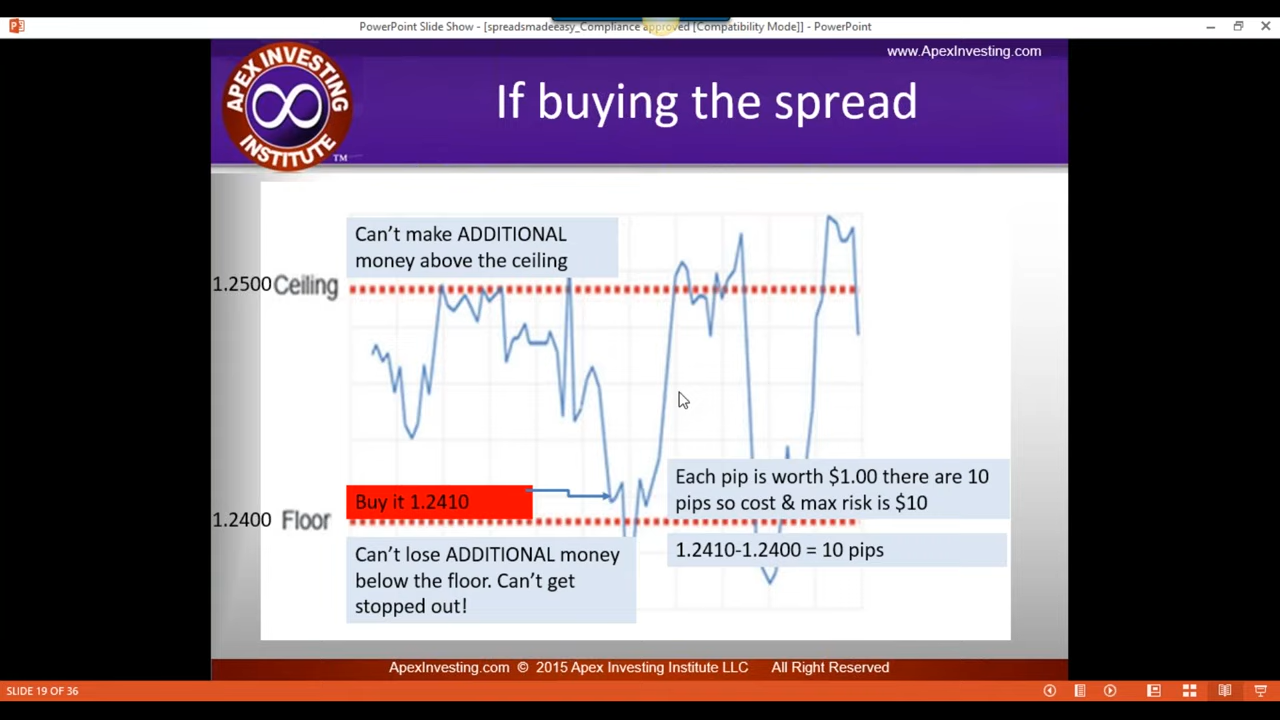 PowerPoint Slide Show - [spreadsmadeeasy_Compliance approved [Compatibility Mode]] - PowerPoint
www.ApexInvesting.com
APEX INVESTING
INSTITUTE
TM
If buying the spread
Can't make ADDITIONAL
money above the ceiling
1.2500 Ceiling
Each pip is worth $1.00 there are 10
pips so cost & max risk is $10
Buy it 1.2410
1.2400 Floor
Can't lose ADDITIONAL money
below the floor. Can't get
stopped out!
1.2410-1.2400 = 10 pips
ApexInvesting.com © 2015 Apex Investing Institute LLC All Right Reserved
SLIDE 19 OF 36